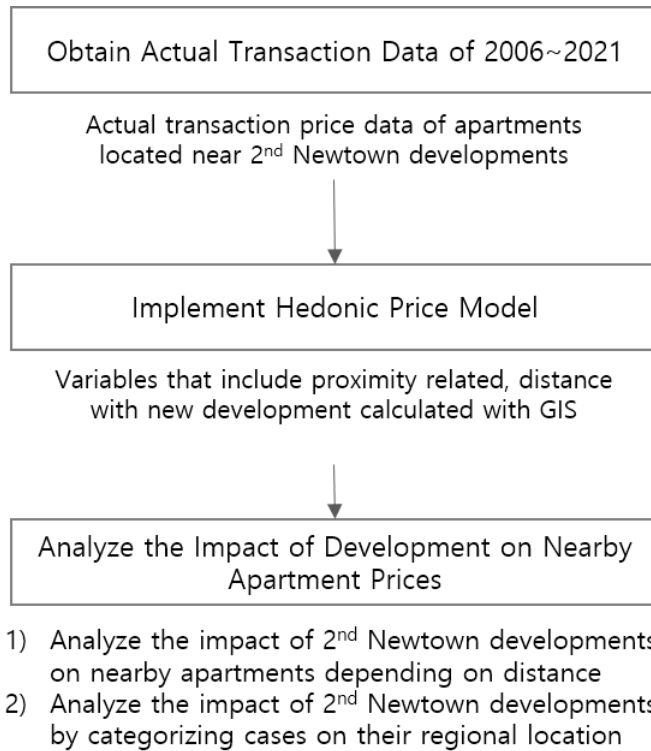 Obtain Actual Transaction Data of 2006~2021
Actual transaction price data of apartments
located near 2nd Newtown developments
Implement Hedonic Price Model
Variables that include proximity related, distance
with new development calculated with GIS
Analyze the Impact of Development on Nearby
Apartment Prices
1) Analyze the impact of 2nd Newtown developments
on nearby apartments depending on distance
2) Analyze the impact of 2nd Newtown developments
by categorizing cases on their regional location